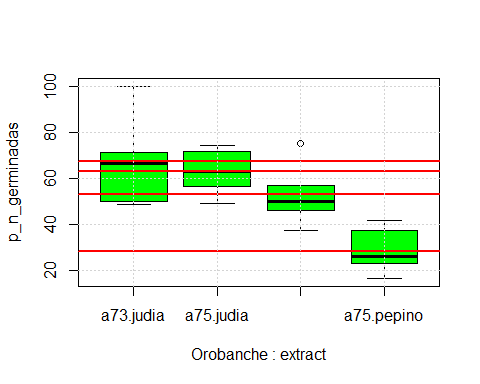 p_n_germinadas
100
80
60
40
20
a73.judia a75.judia a75.pepino
Orobanche : extract